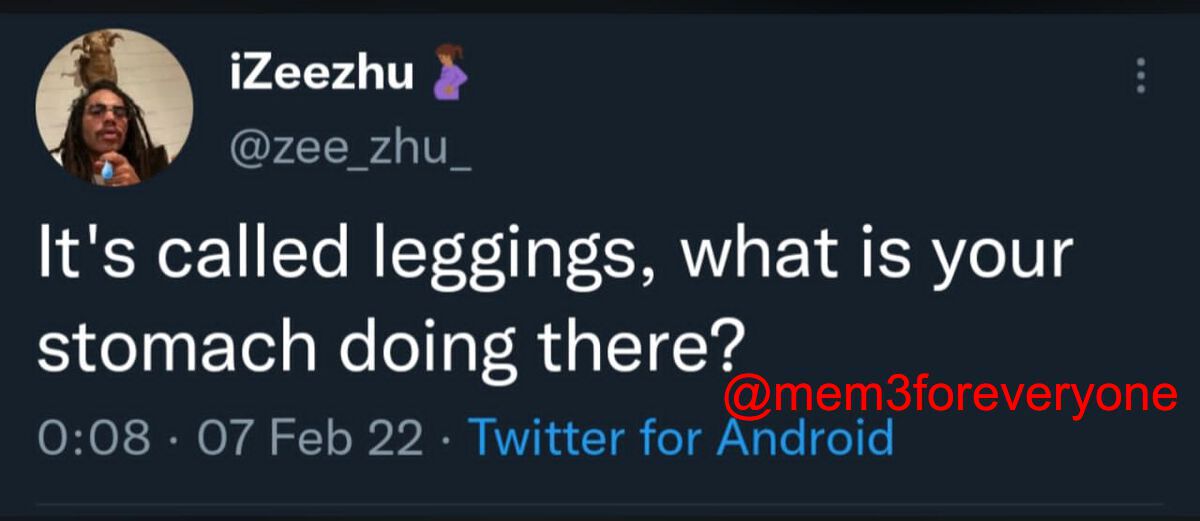 iZeezhu 🤰🏾
@zee_zhu_
It's called leggings, what is your
stomach doing there?
@mem3foreveryone
0:08 · 07 Feb 22 · Twitter for Android